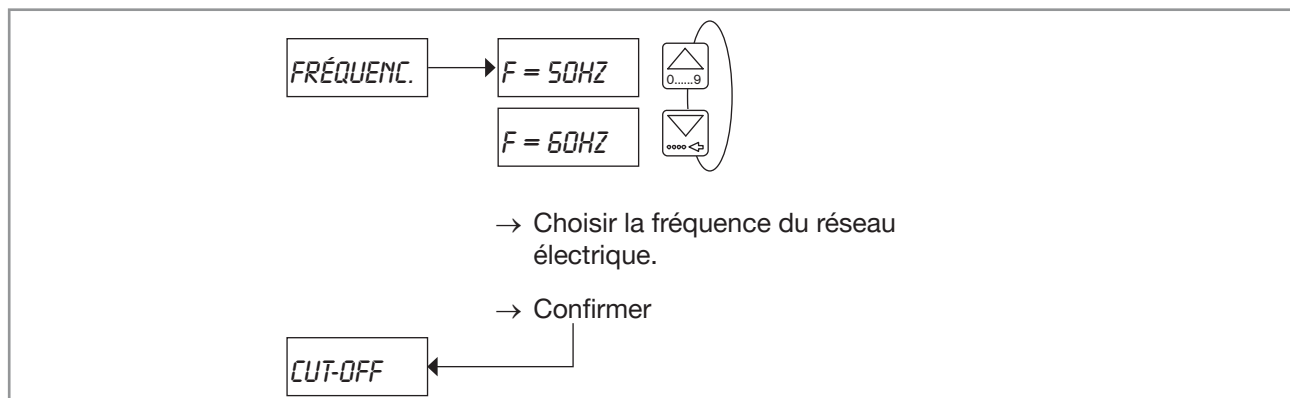 FRÉQUENC.
F = 50HZ
0......9
F = 60HZ
→ Choisir la fréquence du réseau
électrique.
→ Confirmer
CUT-OFF